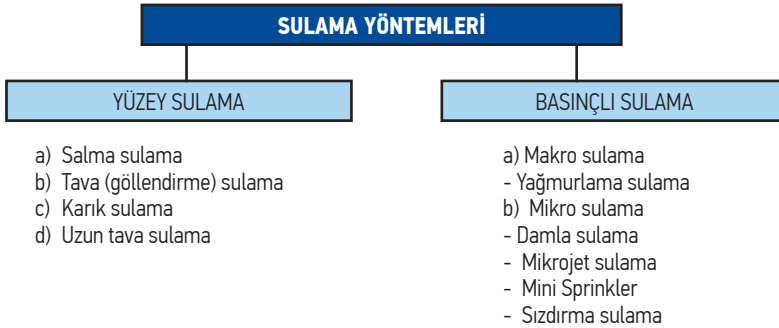 SULAMA YÖNTEMLERİ
YÜZEY SULAMA
a) Salma sulama
b) Tava (göllendirme) sulama
c) Karık sulama
d) Uzun tava sulama
BASINÇLI SULAMA
a) Makro sulama
- Yağmurlama sulama
b) Mikro sulama
- Damla sulama
- Mikrojet sulama
- Mini Sprinkler
- Sızdırma sulama